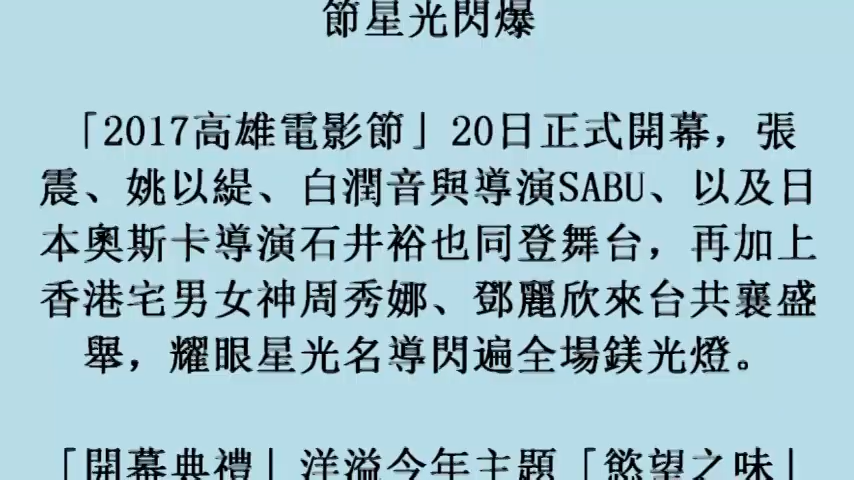 節星光閃爆
「2017高雄電影節」20日正式開幕，張
震、姚以緹、白潤音與導演SABU、以及日
本奧斯卡導演石井裕也同登舞台，再加上
香港宅男女神周秀娜、鄧麗欣來台共襄盛
舉，耀眼星光名導閃遍全場鎂光燈。
「開幕典禮」洋溢今年主題「慾望之味」